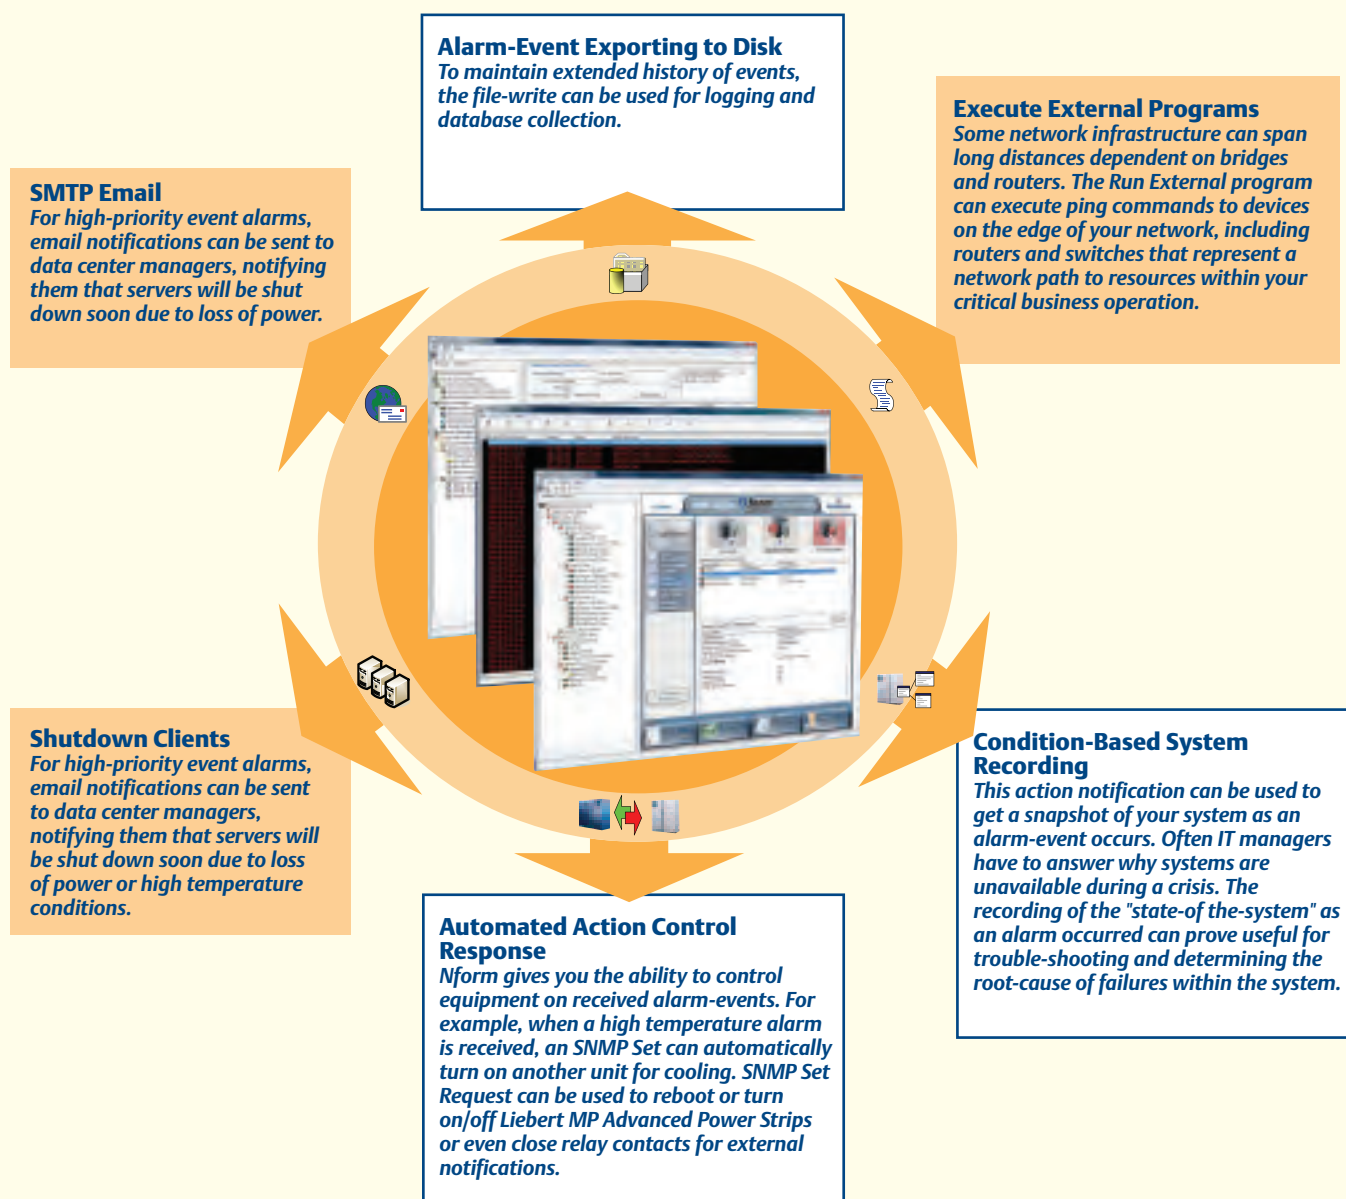 Alarm-Event Exporting to Disk
To maintain extended history of events,
the file-write can be used for logging and
database collection.
Execute External Programs
Some network infrastructure can span
long distances dependent on bridges
and routers. The Run External program
can execute ping commands to devices
on the edge of your network, including
routers and switches that represent a
network path to resources within your
critical business operation.
SMTP Email
For high-priority event alarms,
email notifications can be sent to
data center managers, notifying
them that servers will be shut
down soon due to loss of power.
Shutdown Clients
For high-priority event alarms,
email notifications can be sent
to data center managers,
notifying them that servers will
be shut down soon due to loss
of power or high temperature
conditions.
Condition-Based System
Recording
This action notification can be used to
get a snapshot of your system as an
alarm-event occurs. Often IT managers
have to answer why systems are
unavailable during a crisis. The
recording of the "state-of the-system" as
an alarm occurred can prove useful for
trouble-shooting and determining the
root-cause of failures within the system.
Automated Action Control
Response
Nform gives you the ability to control
equipment on received alarm-events. For
example, when a high temperature alarm
is received, an SNMP Set can automatically
turn on another unit for cooling. SNMP Set
Request can be used to reboot or turn
on/off Liebert MP Advanced Power Strips
or even close relay contacts for external
notifications.